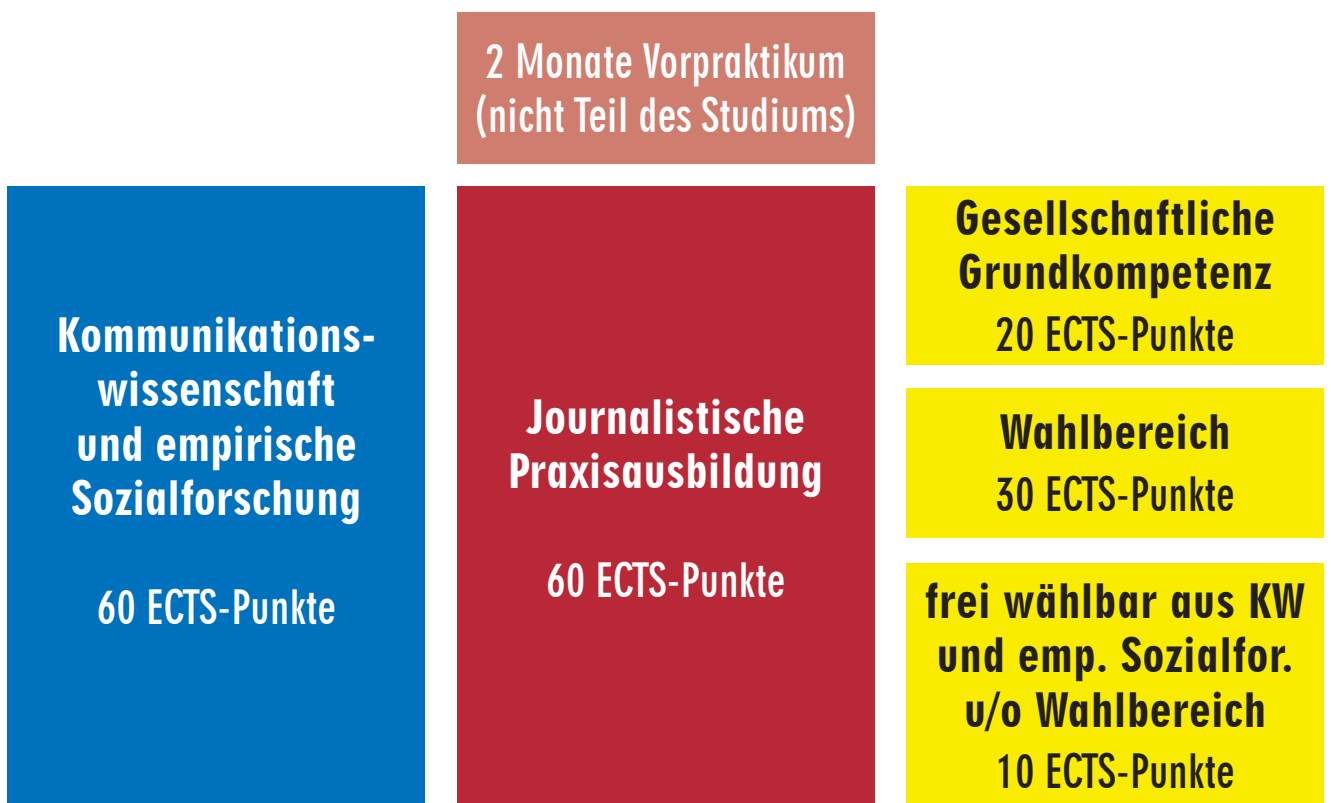 2 Monate Vorpraktikum
(nicht Teil des Studiums)
Kommunikations-
wissenschaft
und empirische
Sozialforschung
60 ECTS-Punkte
Journalistische
Praxisausbildung
60 ECTS-Punkte
Gesellschaftliche
Grundkompetenz
20 ECTS-Punkte
Wahlbereich
30 ECTS-Punkte
frei wählbar aus KW
und emp. Sozialfor.
u/o Wahlbereich
10 ECTS-Punkte